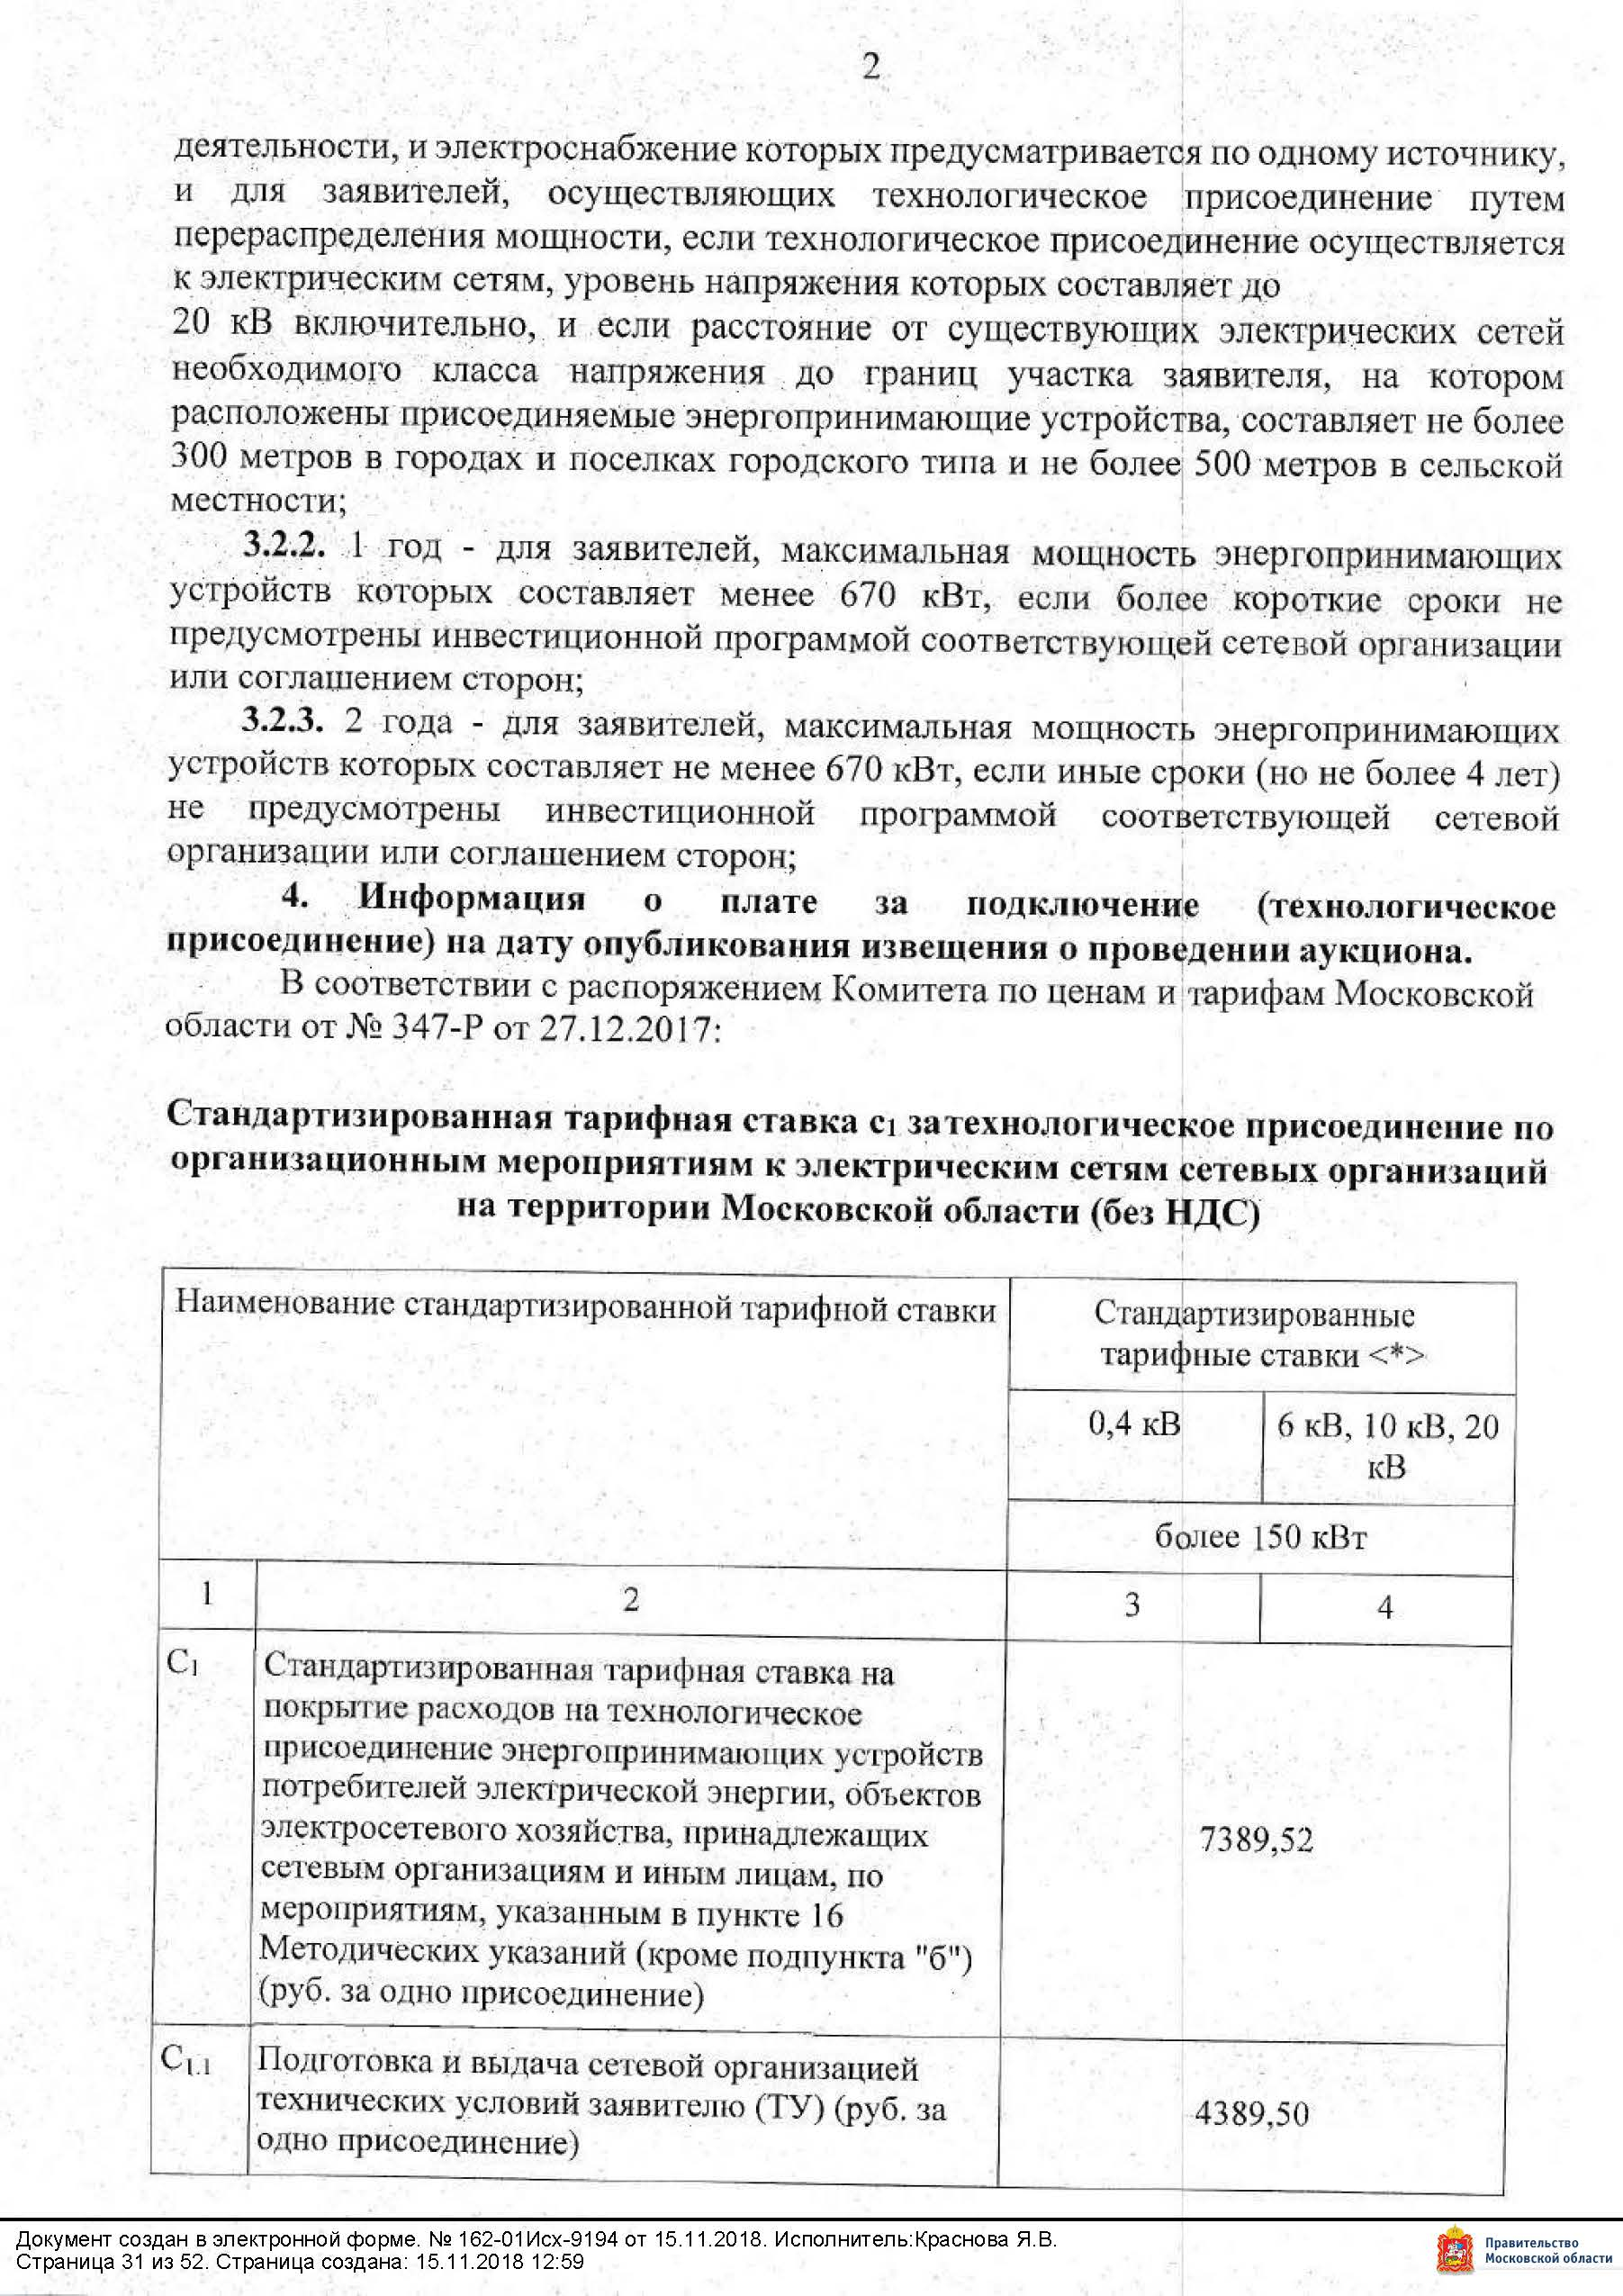 2
деятельности, и электроснабжение которых предусматривается по одному источнику,
и для заявителей, осуществляющих технологическое присоединение путем
перераспределения мощности, если технологическое присоединение осуществляется
к электрическим сетям, уровень напряжения которых составляет до
20 кВ включительно, и если расстояние от существующих электрических сетей
необходимого класса напряжения до границ участка заявителя, на котором
расположены присоединяемые энергопринимающие устройства, составляет не более
300 метров в городах и поселках городского типа и не более 500 метров в сельской
местности;
3.2.2. 1 год - для заявителей, максимальная мощность энергопринимающих
устройств которых составляет менее 670 кВт, если более короткие сроки не
предусмотрены инвестиционной программой соответствующей сетевой организации
или соглашением сторон;
3.2.3. 2 года - для заявителей, максимальная мощность энергопринимающих
устройств которых составляет не менее 670 кВт, если иные сроки (но не более 4 лет)
не предусмотрены инвестиционной программой соответствующей сетевой
организации или соглашением сторон;
4. Информация о плате за подключение (технологическое
присоединение) на дату опубликования извещения о проведении аукциона.
В соответствии с распоряжением Комитета по ценам и тарифам Московской
области от № 347-Р от 27.12.2017:
Стандартизированная тарифная ставка с1 за технологическое присоединение по
организационным мероприятиям к электрическим сетям сетевых организаций
на территории Московской области (без НДС)
Наименование стандартизированной тарифной ставки
Стандартизированные
тарифные ставки <*>
0,4 кВ
6 кВ, 10 кВ, 20
кВ
более 150 кВт
1
2
3
4
С1
Стандартизированная тарифная ставка на
покрытие расходов на технологическое
присоединение энергопринимающих устройств
потребителей электрической энергии, объектов
электросетевого хозяйства, принадлежащих
сетевым организациям и иным лицам, по
мероприятиям, указанным в пункте 16
Методических указаний (кроме подпункта "б")
(руб. за одно присоединение)
7389,52
С1.1
Подготовка и выдача сетевой организацией
технических условий заявителю (ТУ) (руб. за
одно присоединение)
4389,50
Документ создан в электронной форме. № 162-01Исх-9194 от 15.11.2018. Исполнитель:Краснова Я.В.
Страница 31 из 52. Страница создана: 15.11.2018 12:59
Правительство
Московской области